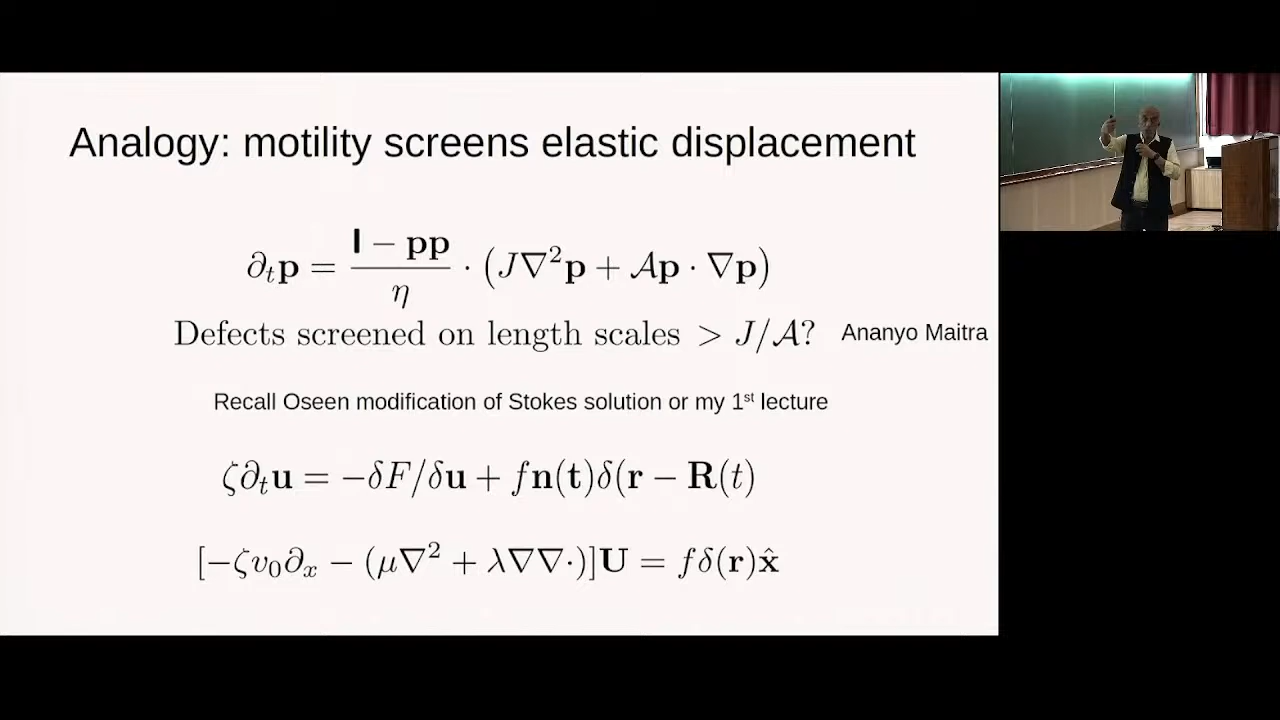 Analogy: motility screens elastic displacement
∂ₜ𝐩 = (𝐈 − 𝐩𝐩)/η · (J∇²𝐩 + 𝒜𝐩 · ∇𝐩)
Defects screened on length scales > J/𝒜? Ananyo Maitra
Recall Oseen modification of Stokes solution or my 1ˢᵗ lecture
ζ∂ₜ𝐮 = −δF/δ𝐮 + f𝐧(𝐭)δ(𝐫 − 𝐑(t)
[−ζv₀∂ₓ − (μ∇² + λ∇∇·)]𝐔 = fδ(𝐫)𝐱̂